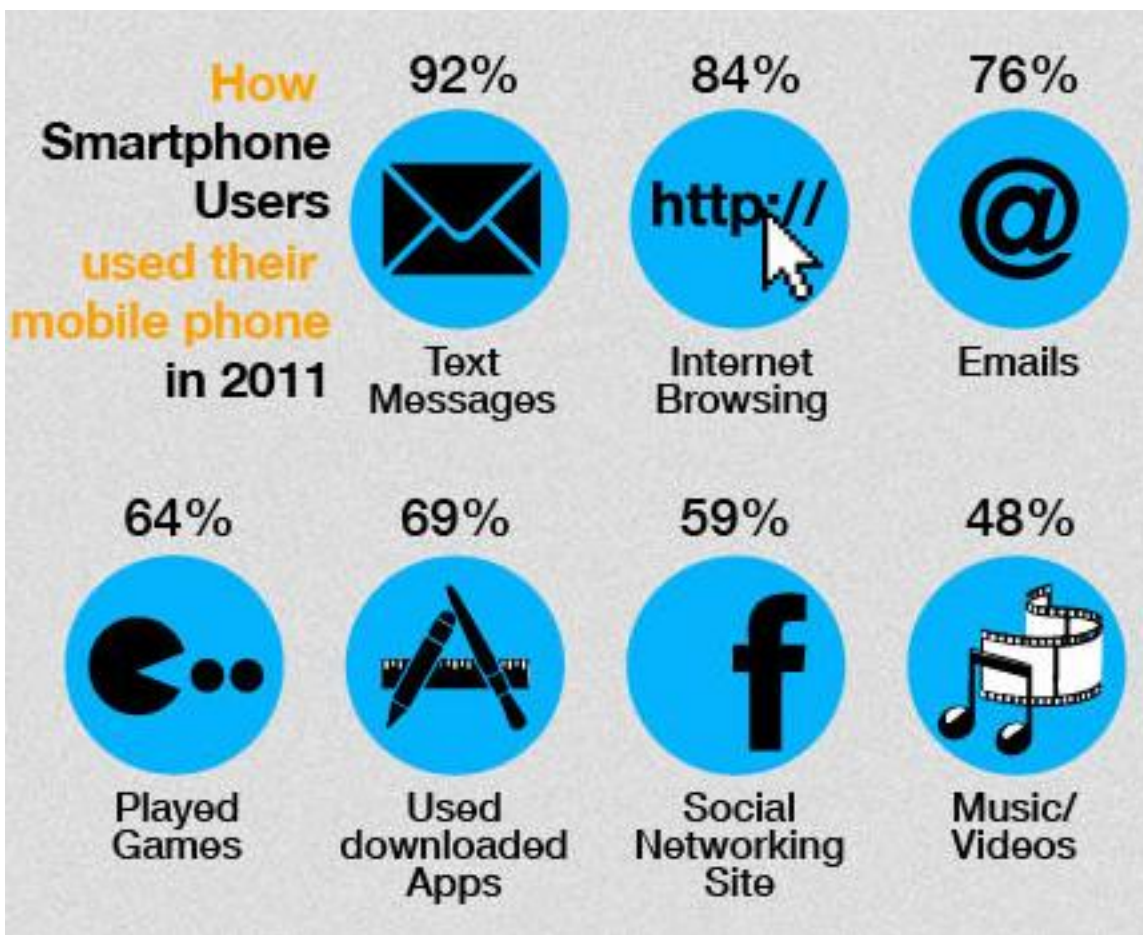 How
Smartphone
Users
used their
mobile phone
in 2011
92%
http://
Text
Messages
84%
Internet
Browsing
76%
@
Emails
64%
Played
Games
69%
Used
downloaded
Apps
59%
f
Social
Networking
Site
48%
Music/
Videos